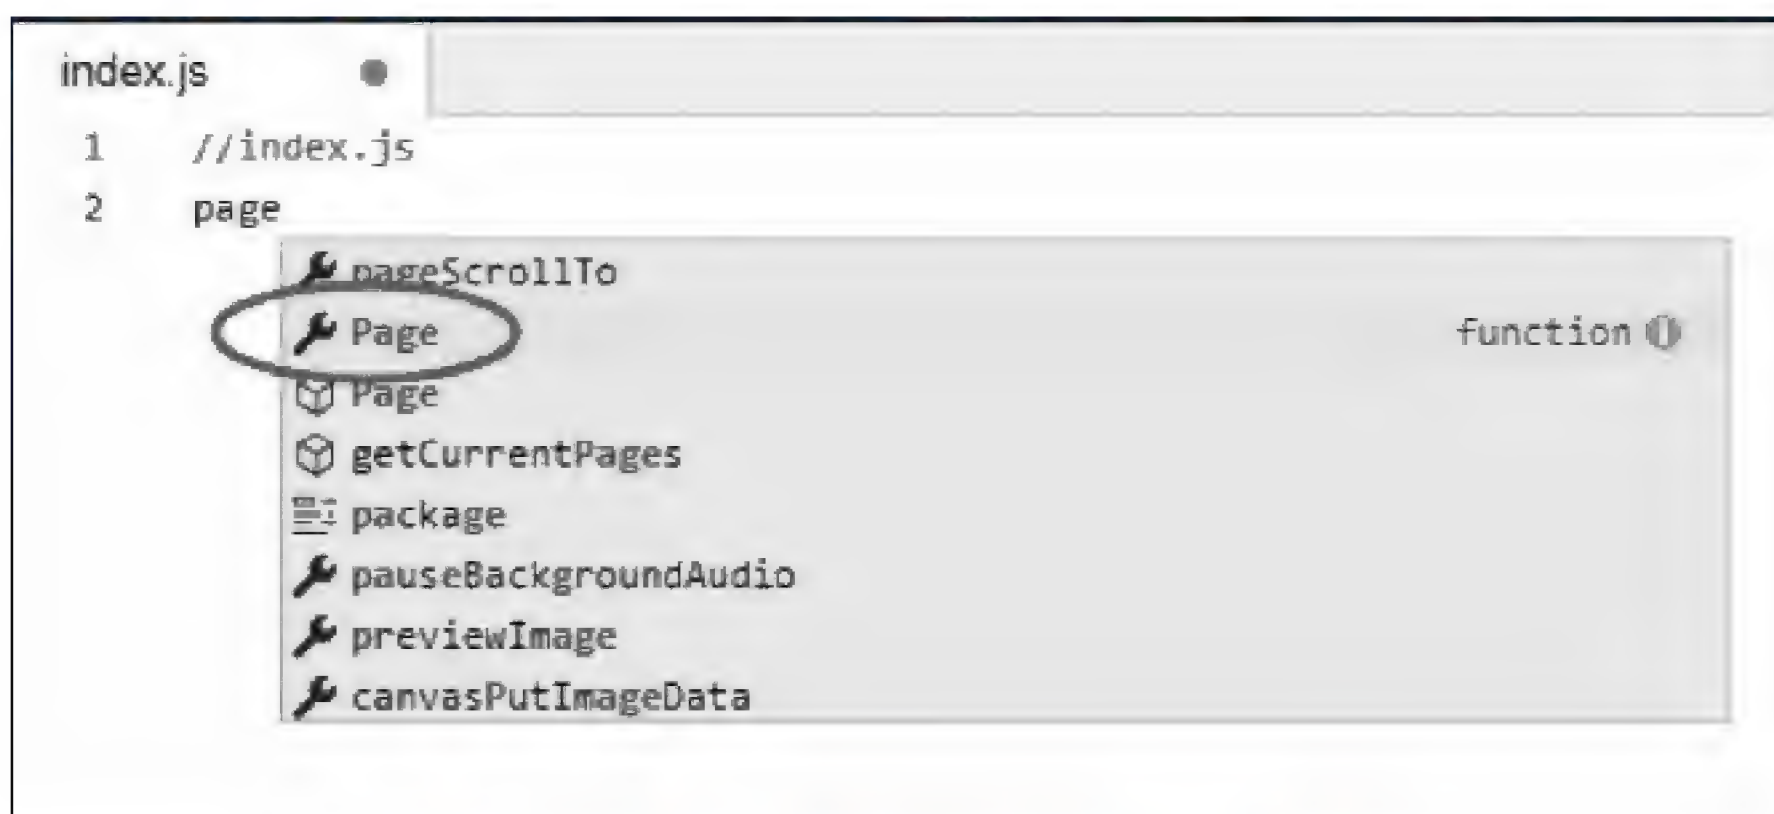 index.js
1 //index.js
2 page
pageScrollTo
Page function
Page
getCurrentPages
package
pauseBackgroundAudio
previewImage
canvasPutImageData